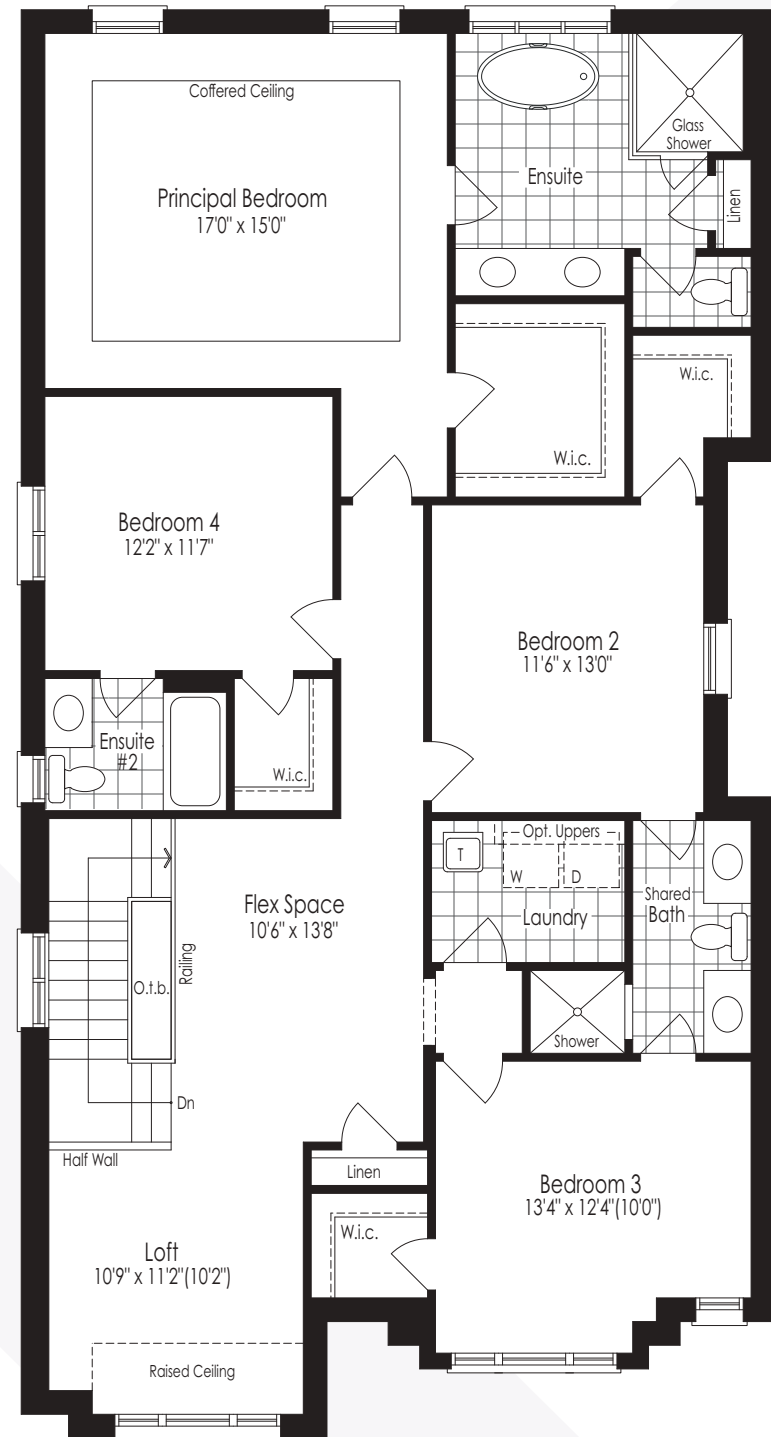 Coffered Ceiling
Principal Bedroom
17'0" x 15'0"
Glass
Shower
Ensuite
Linen
W.i.c.
W.i.c.
Bedroom 4
12'2" x 11'7"
Bedroom 2
11'6" x 13'0"
Ensuite
#2
W.i.c.
Opt. Uppers
T
W
D
Laundry
Shared
Bath
Flex Space
10'6" x 13'8"
Railing
O.t.b.
Shower
Dn
Half Wall
Linen
Bedroom 3
13'4" x 12'4"(10'0")
W.i.c.
Loft
10'9" x 11'2"(10'2")
Raised Ceiling